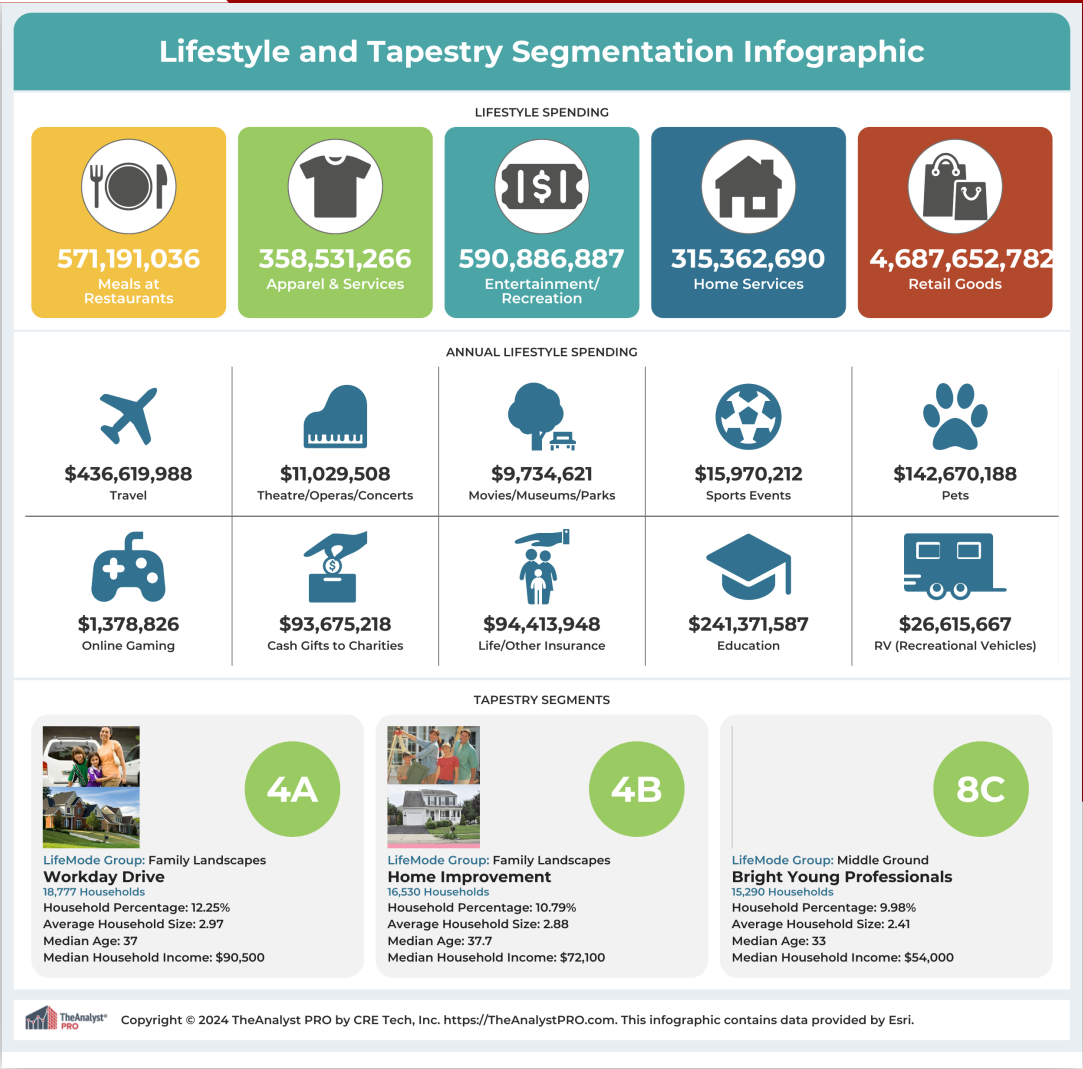 Lifestyle and Tapestry Segmentation Infographic
LIFESTYLE SPENDING
571,191,036
Meals at
Restaurants
358,531,266
Apparel & Services
590,886,887
Entertainment/
Recreation
315,362,690
Home Services
4,687,652,782
Retail Goods
ANNUAL LIFESTYLE SPENDING
$436,619,988
Travel
$11,029,508
Theatre/Operas/Concerts
$9,734,621
Movies/Museums/Parks
$15,970,212
Sports Events
$142,670,188
Pets
$1,378,826
Online Gaming
$93,675,218
Cash Gifts to Charities
$94,413,948
Life/Other Insurance
$241,371,587
Education
$26,615,667
RV (Recreational Vehicles)
TAPESTRY SEGMENTS
4A
LifeMode Group: Family Landscapes
Workday Drive
18,777 Households
Household Percentage: 12.25%
Average Household Size: 2.97
Median Age: 37
Median Household Income: $90,500
4B
LifeMode Group: Family Landscapes
Home Improvement
16,530 Households
Household Percentage: 10.79%
Average Household Size: 2.88
Median Age: 37.7
Median Household Income: $72,100
8C
LifeMode Group: Middle Ground
Bright Young Professionals
15,290 Households
Household Percentage: 9.98%
Average Household Size: 2.41
Median Age: 33
Median Household Income: $54,000
TheAnalyst®
PRO
Copyright © 2024 TheAnalyst PRO by CRE Tech, Inc. https://TheAnalystPRO.com. This infographic contains data provided by Esri.